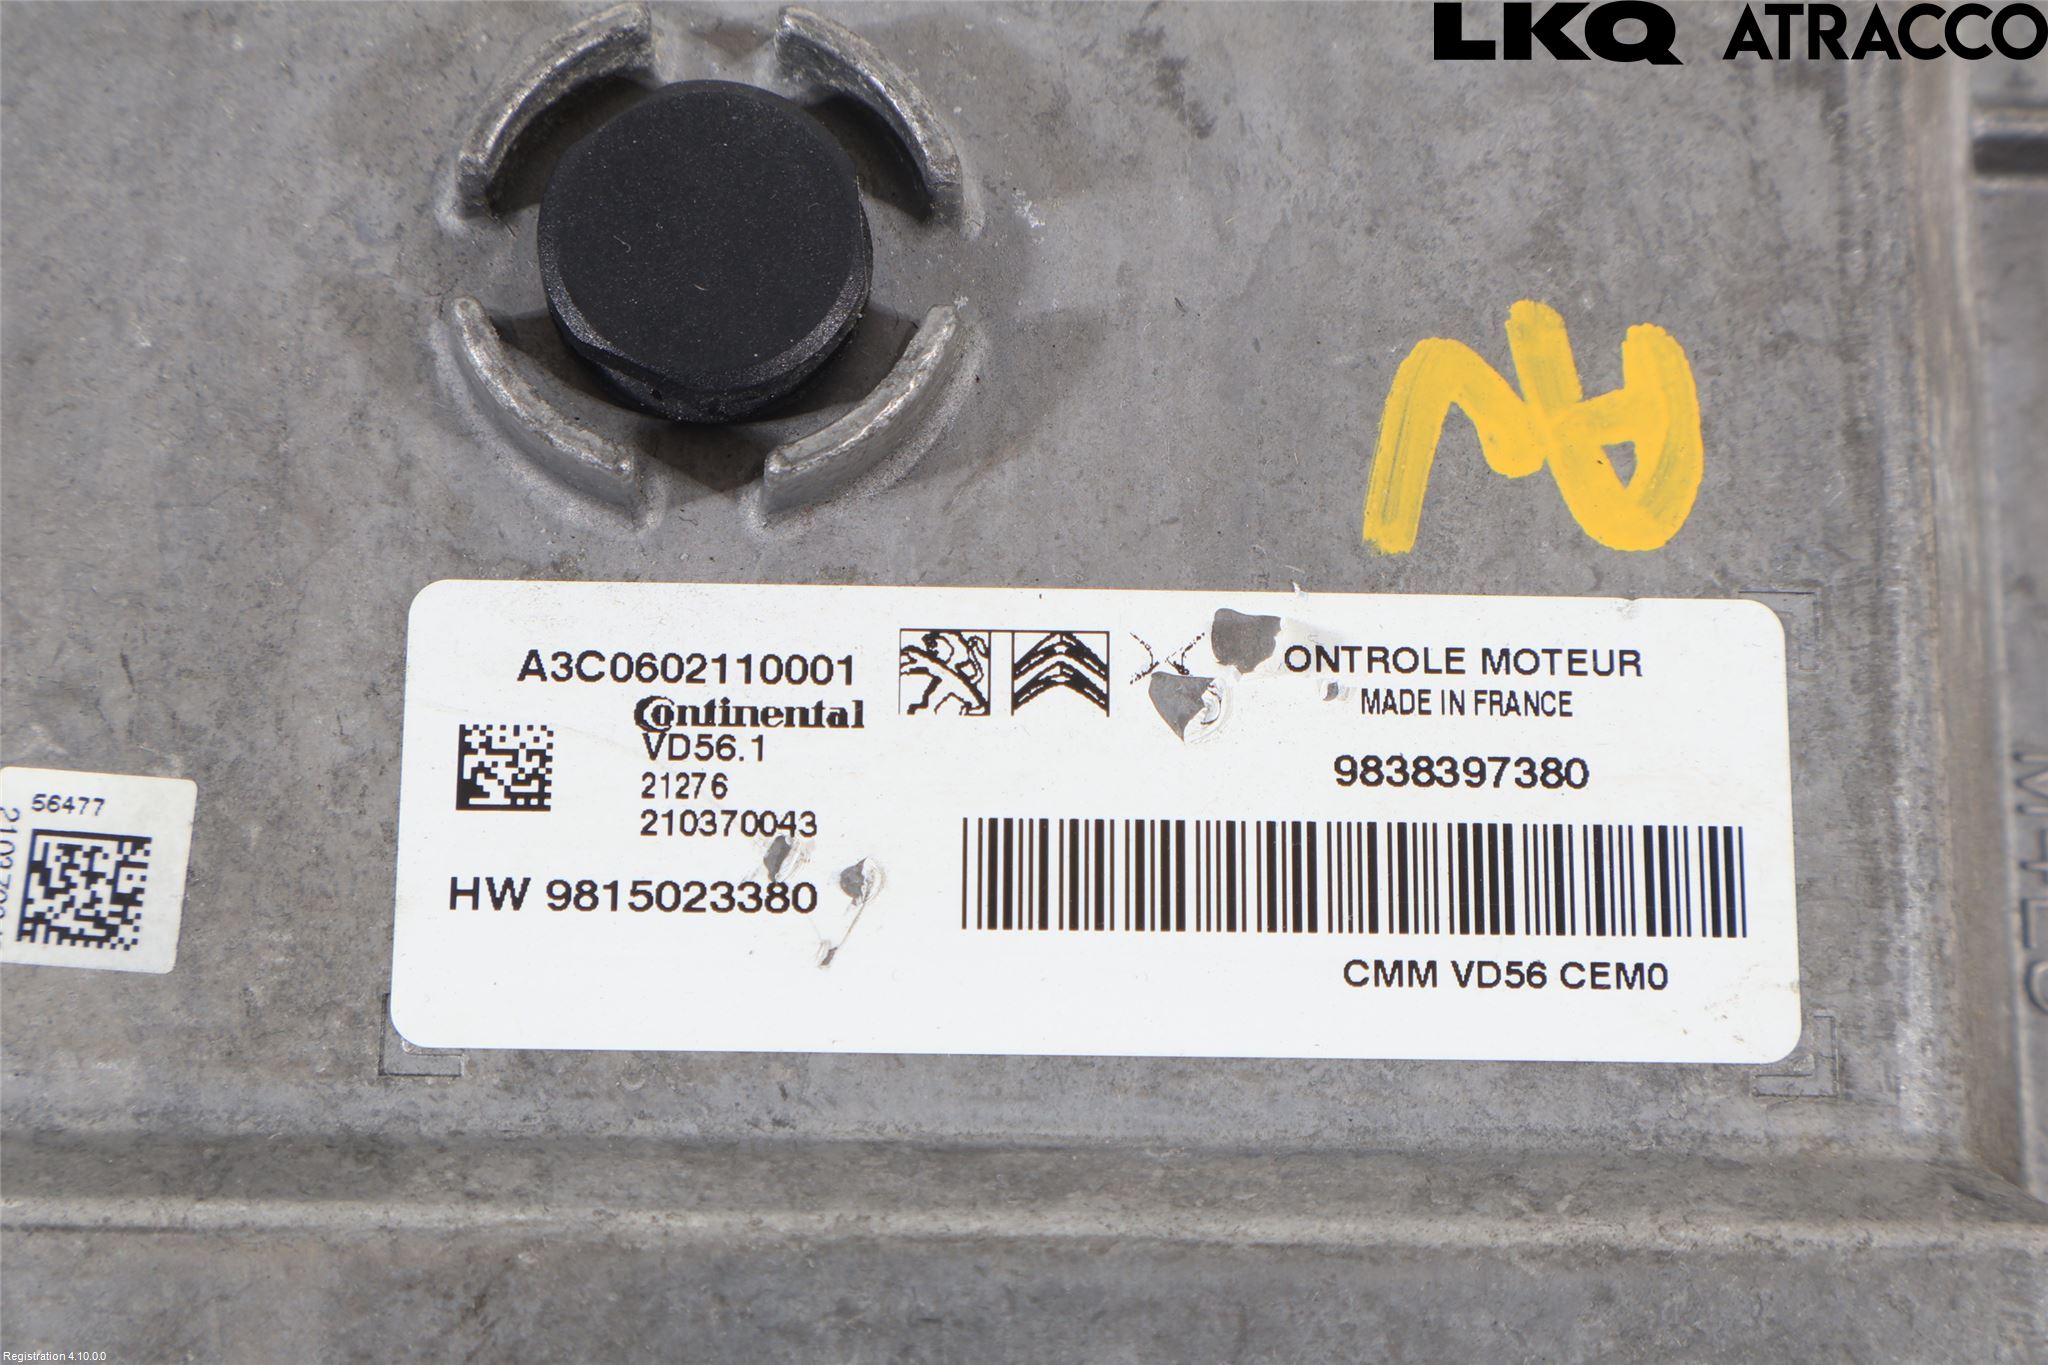 LKQ ATRACCO
A3C0602110001
Continental
VD56.1
21276
210370043
HW 9815023380
ONTROLE MOTEUR
MADE IN FRANCE
9838397380
CMM VD56 CEM0
56477
Registration 4.10.0.0